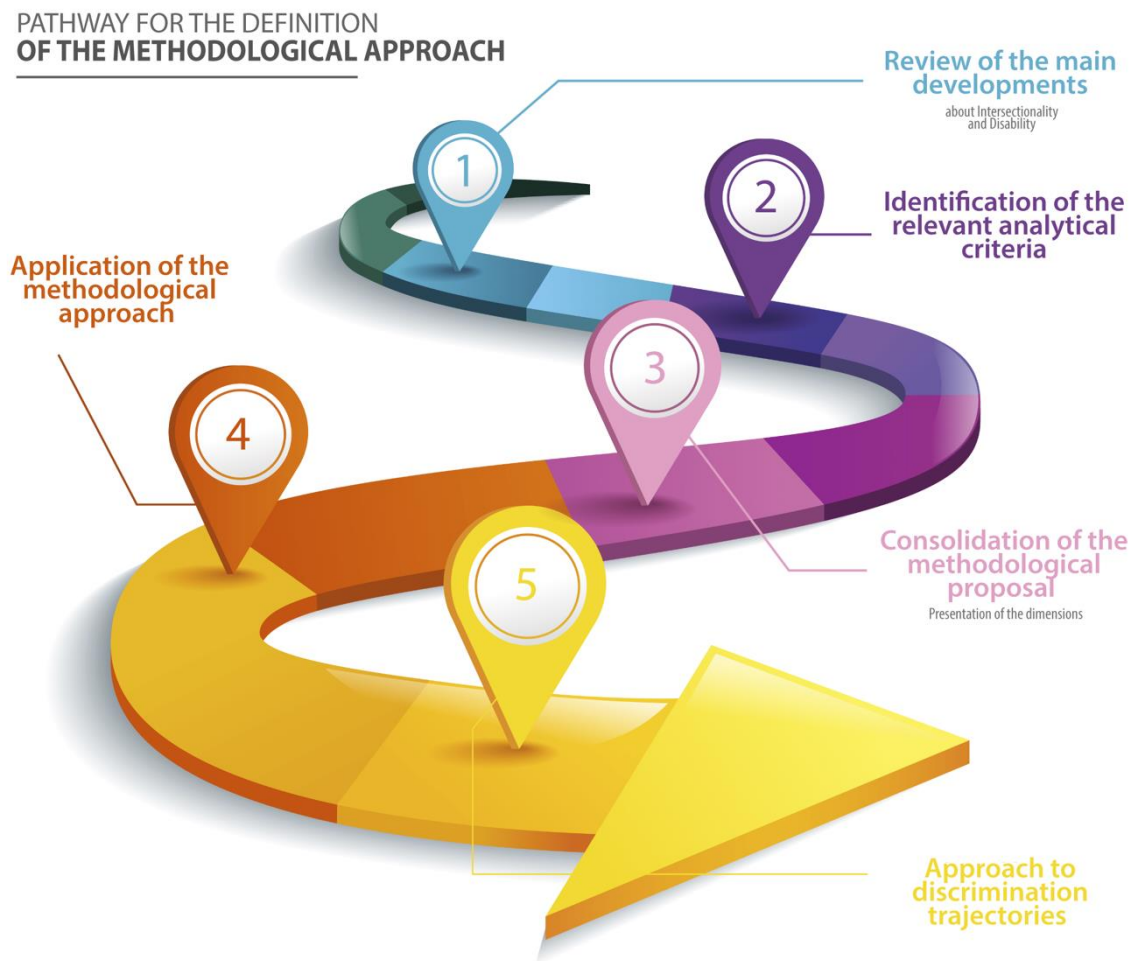 PATHWAY FOR THE DEFINITION
OF THE METHODOLOGICAL APPROACH
1
Review of the main
developments
about Intersectionality
and Disability
2
Identification of the
relevant analytical
criteria
3
Consolidation of the
methodological
proposal
Presentation of the dimensions
4
Application of the
methodological
approach
5
Approach to
discrimination
trajectories